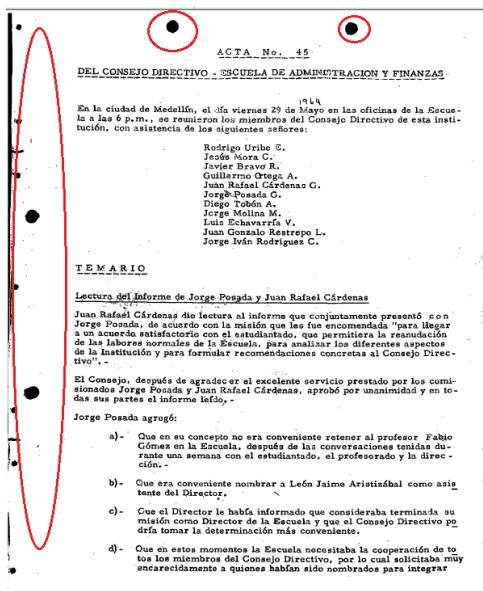 ACTA No. 45
DEL CONSEJO DIRECTIVO - ESCUELA DE ADMINISTRACION Y FINANZAS
1964
En la ciudad de Medellín, el día viernes 29 de Mayo en las oficinas de la Escue-
la a las 6 p.m., se reunieron los miembros del Consejo Directivo de esta insti-
tución, con asistencia de los siguientes señores:
Rodrigo Uribe E.
Jesús Mora C.
Javier Bravo R.
Guillermo Ortega A.
Juan Rafael Cárdenas G.
Jorge Posada G.
Diego Tobón A.
Jorge Molina M.
Luis Echavarría V.
Juan Gonzalo Restrepo L.
Jorge Iván Rodríguez C.
TEMARIO
Lectura del Informe de Jorge Posada y Juan Rafael Cárdenas
Juan Rafael Cárdenas dio lectura al informe que conjuntamente presentó con
Jorge Posada, de acuerdo con la misión que les fue encomendada "para llegar
a un acuerdo satisfactorio con el estudiantado, que permitiera la reanudación
de las labores normales de la Escuela, para analizar los diferentes aspectos
de la Institución y para formular recomendaciones concretas al Consejo Direc-
tivo". -
El Consejo, después de agradecer el excelente servicio prestado por los comi-
sionados Jorge Posada y Juan Rafael Cárdenas, aprobó por unanimidad y en to-
das sus partes el informe leído. -
Jorge Posada agregó:
a)- Que en su concepto no era conveniente retener al profesor Fabio
Gómes en la Escuela, después de las conversaciones tenidas du-
rante una semana con el estudiantado, el profesorado y la direc -
ción. -
b)- Que era conveniente nombrar a León Jaime Aristizábal como asis
tente del Director.
c)- Que el Director le había informado que consideraba terminada su
misión como Director de la Escuela y que el Consejo Directivo po
dría tomar la determinación más conveniente.
d)- Que en estos momentos la Escuela necesitaba la cooperación de to
tos los miembros del Consejo Directivo, por lo cual solicitaba muy
encarecidamente a quienes habían sido nombrados para integrar